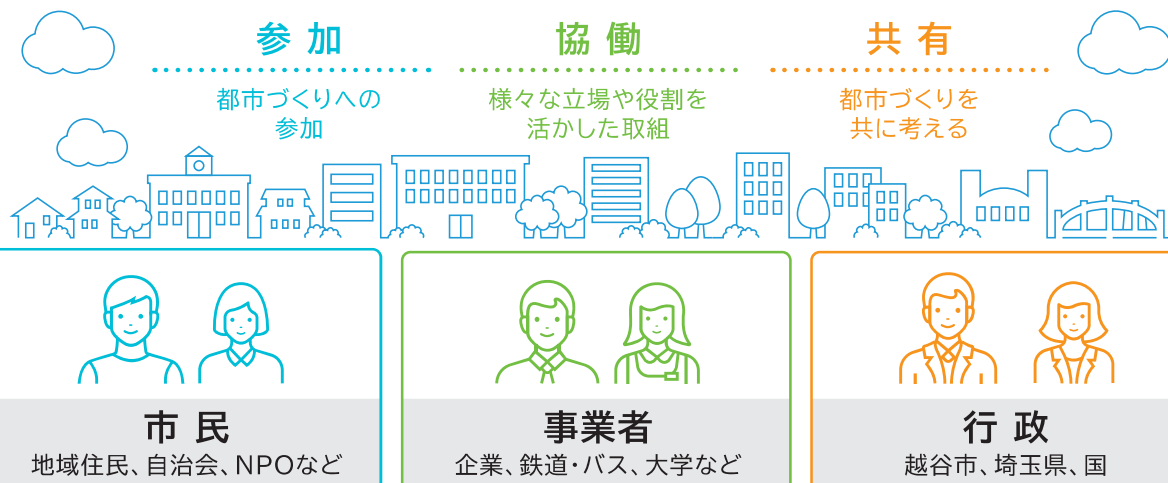 参加
協働
共有
都市づくりへの
参加
様々な立場や役割を
活かした取組
都市づくりを
共に考える
市民
地域住民、自治会、NPOなど
事業者
企業、鉄道・バス、大学など
行政
越谷市、埼玉県、国